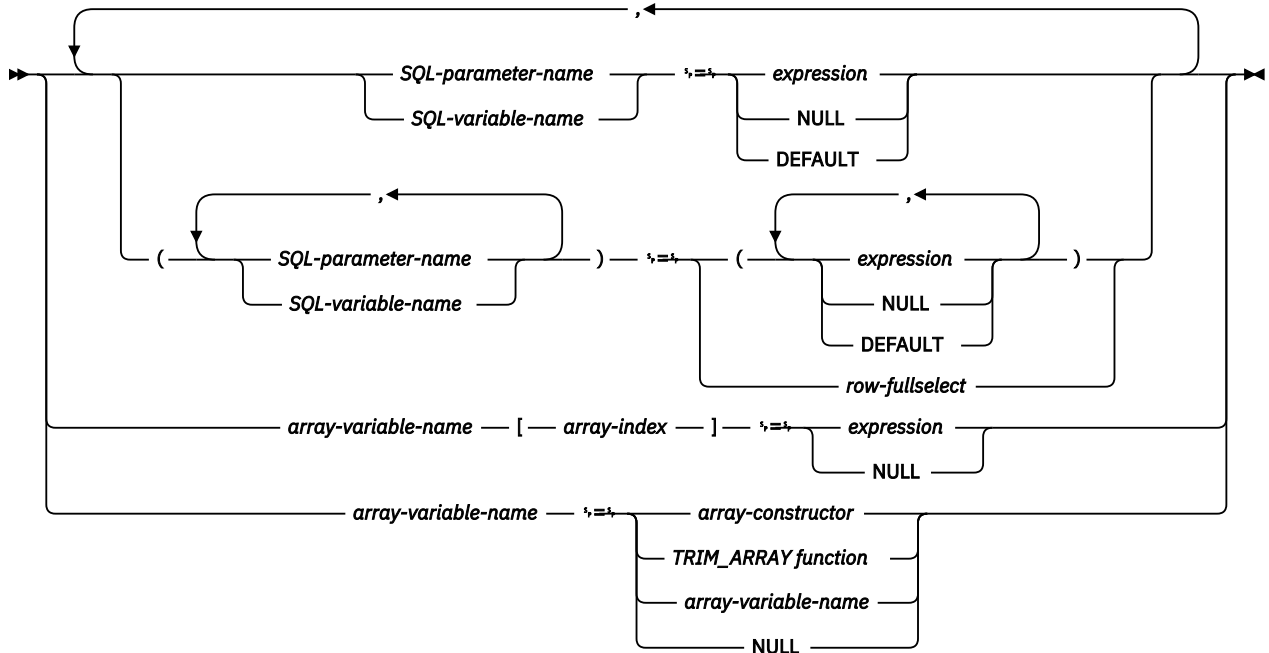 ,
SQL-parameter-name = expression
SQL-variable-name NULL
DEFAULT
, ,
( SQL-parameter-name ) = ( expression )
SQL-variable-name NULL
DEFAULT
row-fullselect
array-variable-name [ array-index ] = expression
NULL
array-variable-name = array-constructor
TRIM_ARRAY function
array-variable-name
NULL